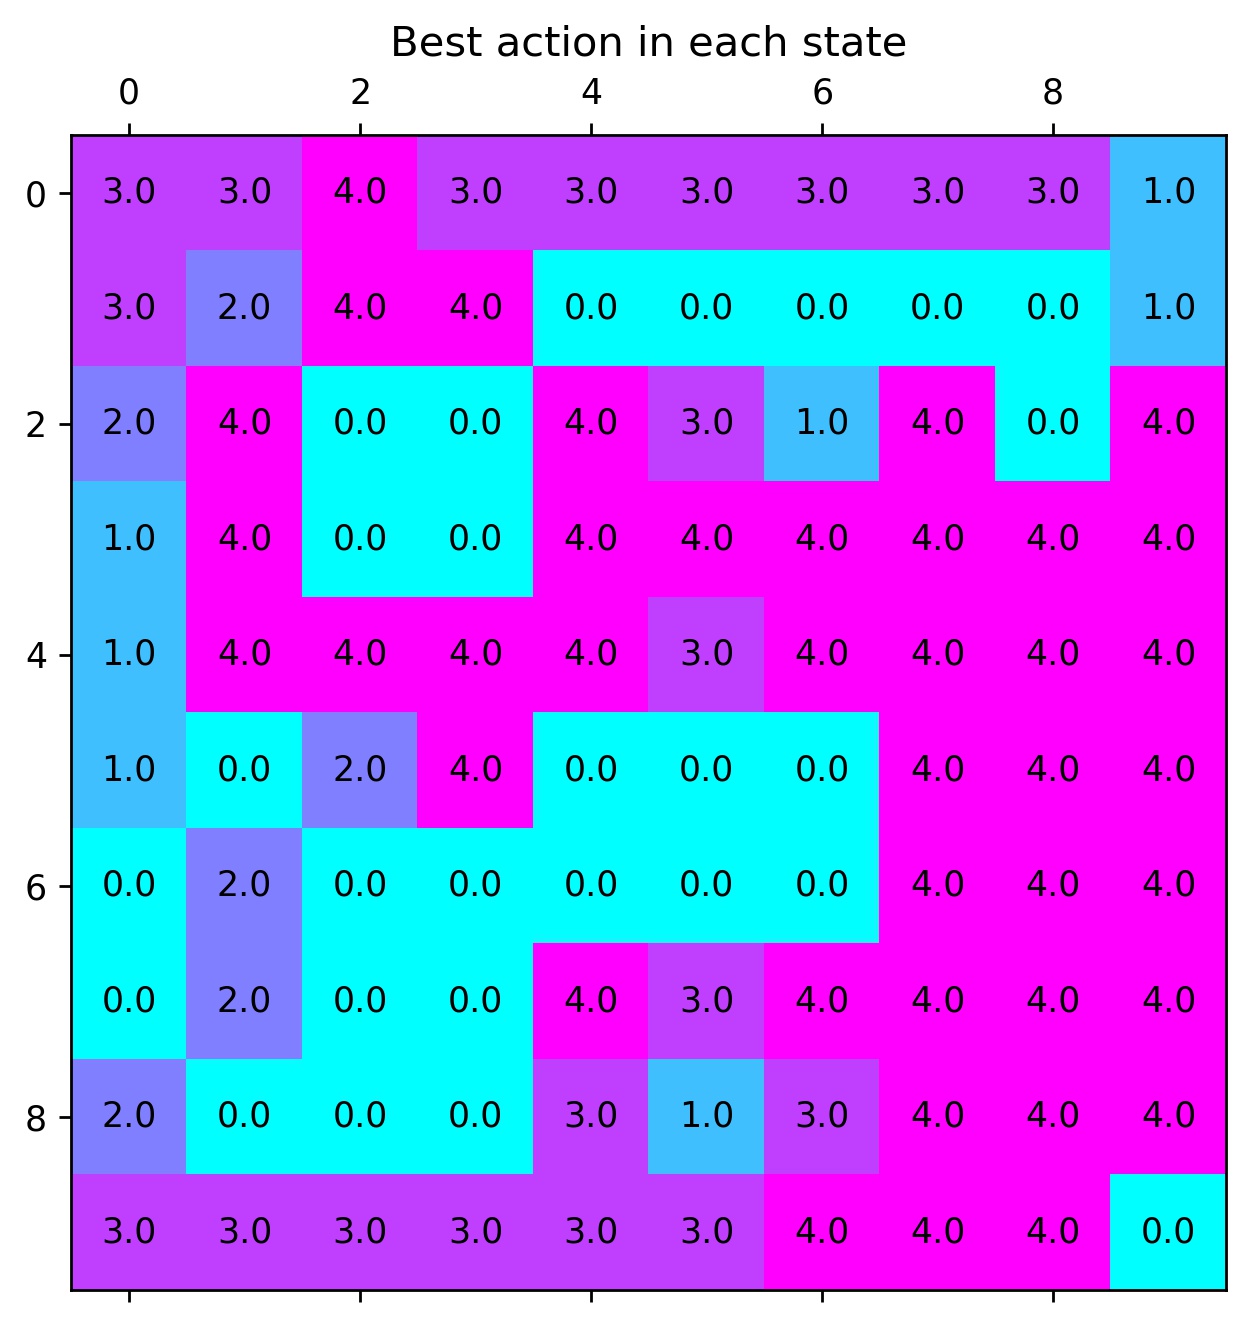 Best action in each state
0 2 4 6 8
0 3.0 3.0 4.0 3.0 3.0 3.0 3.0 3.0 3.0 1.0
3.0 2.0 4.0 4.0 0.0 0.0 0.0 0.0 0.0 1.0
2 2.0 4.0 0.0 0.0 4.0 3.0 1.0 4.0 0.0 4.0
1.0 4.0 0.0 0.0 4.0 4.0 4.0 4.0 4.0 4.0
4 1.0 4.0 4.0 4.0 4.0 3.0 4.0 4.0 4.0 4.0
1.0 0.0 2.0 4.0 0.0 0.0 0.0 4.0 4.0 4.0
6 0.0 2.0 0.0 0.0 0.0 0.0 0.0 4.0 4.0 4.0
0.0 2.0 0.0 0.0 4.0 3.0 4.0 4.0 4.0 4.0
8 2.0 0.0 0.0 0.0 3.0 1.0 3.0 4.0 4.0 4.0
3.0 3.0 3.0 3.0 3.0 3.0 4.0 4.0 4.0 0.0